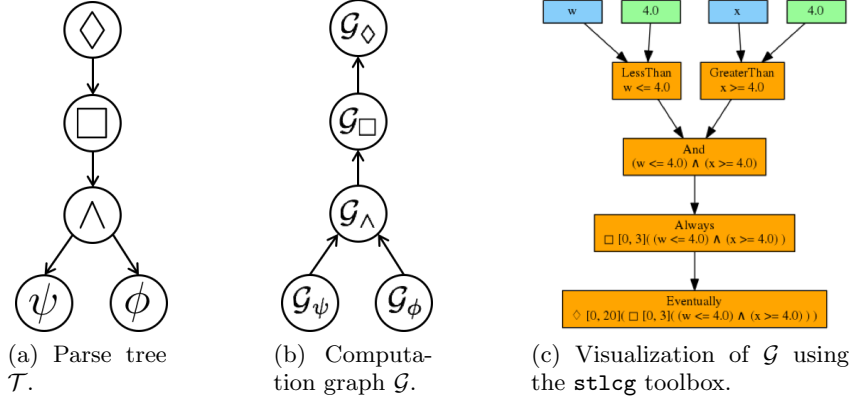 ◇
□
∧
ψ ϕ
(a) Parse tree
𝒯.
𝒢◇
𝒢□
𝒢∧
𝒢ψ 𝒢ϕ
(b) Computa-
tion graph 𝒢.
w 4.0 x 4.0
LessThan
w <= 4.0
GreaterThan
x >= 4.0
And
(w <= 4.0) ∧ (x >= 4.0)
Always
□ [0, 3]( (w <= 4.0) ∧ (x >= 4.0) )
Eventually
◇ [0, 20]( □ [0, 3]( (w <= 4.0) ∧ (x >= 4.0) ) )
(c) Visualization of 𝒢 using
the stlcg toolbox.